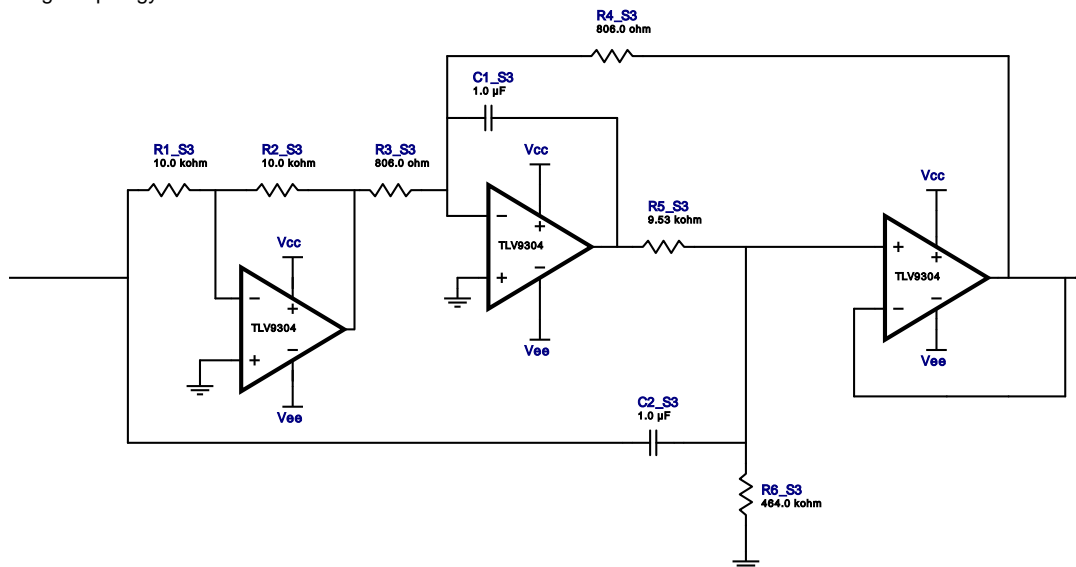 R4_S3
806.0 ohm
C1_S3
1.0 µF
R1_S3
10.0 kohm
R2_S3
10.0 kohm
R3_S3
806.0 ohm
Vcc
−
+
TLV9304
−
+
Vee
R5_S3
9.53 kohm
Vcc
+
+
TLV9304
−
−
Vee
Vcc
−
+
TLV9304
−
+
Vee
C2_S3
1.0 µF
R6_S3
464.0 kohm